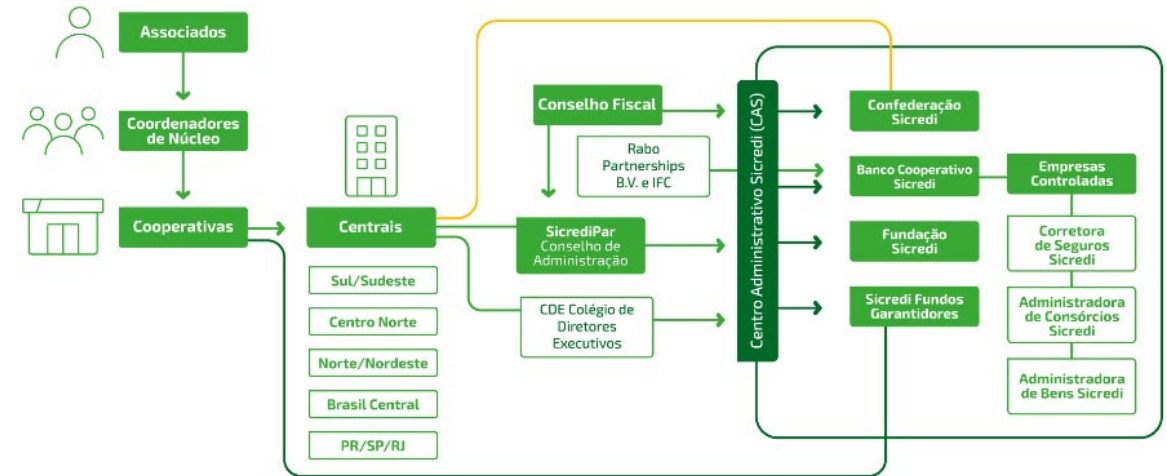 Associados
Coordenadores
de Núcleo
Cooperativas
Centrais
Sul/Sudeste
Centro Norte
Norte/Nordeste
Brasil Central
PR/SP/RJ
Conselho Fiscal
Rabo
Partnerships
B.V. e IFC
SicrediPar
Conselho de
Administração
CDE Colégio de
Diretores
Executivos
Centro Administrativo Sicredi (CAS)
Confederação
Sicredi
Banco Cooperativo
Sicredi
Fundação
Sicredi
Sicredi Fundos
Garantidores
Empresas
Controladas
Corretora
de Seguros
Sicredi
Administradora
de Consórcios
Sicredi
Administradora
de Bens Sicredi